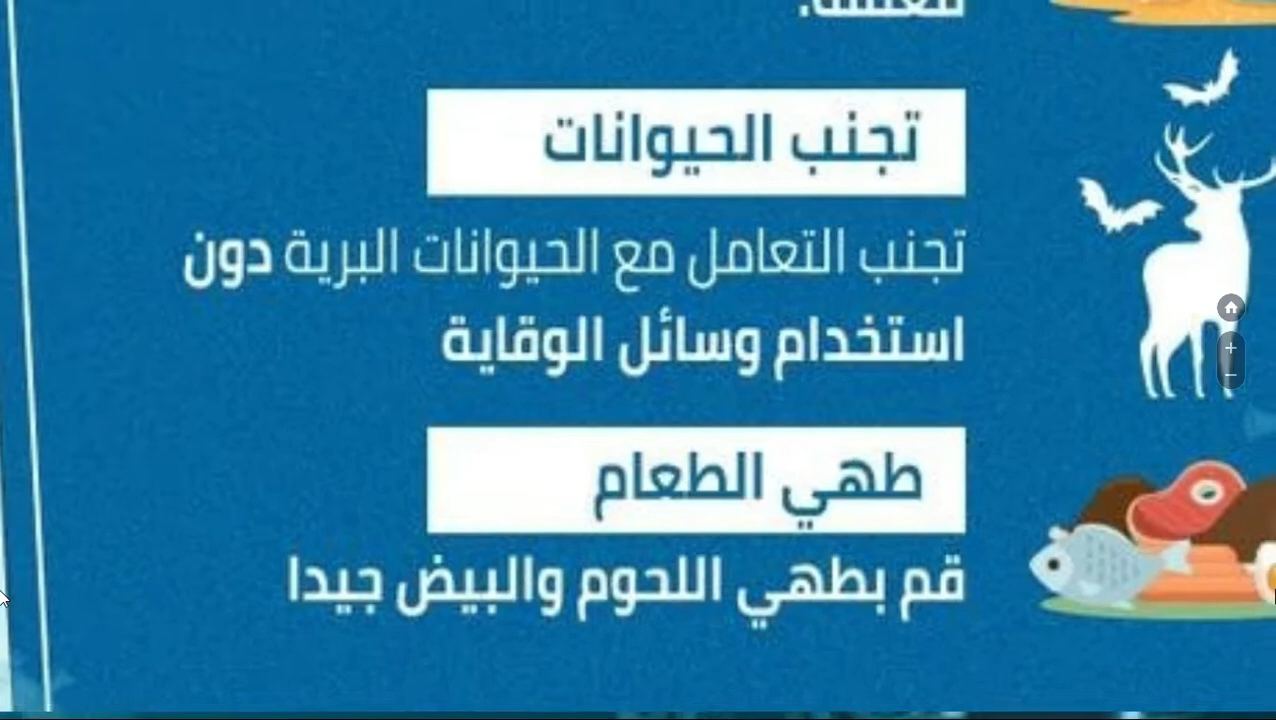 تجنب الحيوانات
تجنب التعامل مع الحيوانات البرية دون
استخدام وسائل الوقاية
طهي الطعام
قم بطهي اللحوم والبيض جيدا